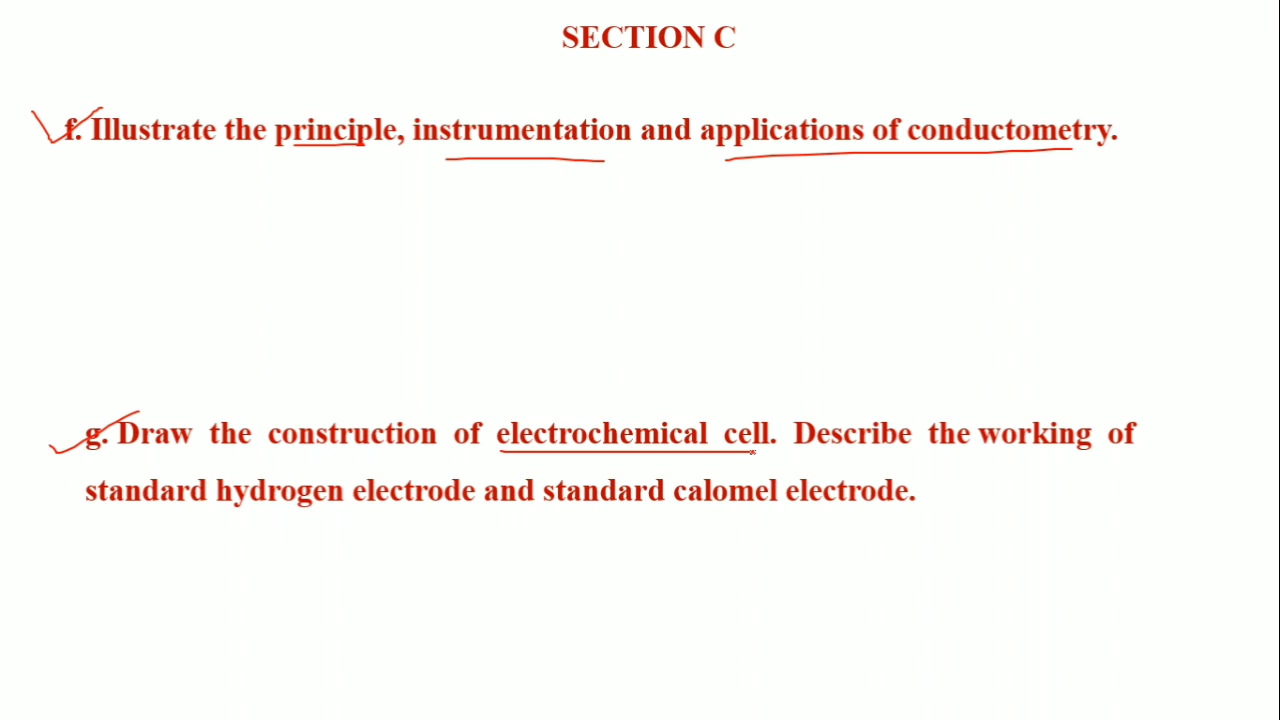 SECTION C
f. Illustrate the principle, instrumentation and applications of conductometry.
g. Draw the construction of electrochemical cell. Describe the working of
standard hydrogen electrode and standard calomel electrode.